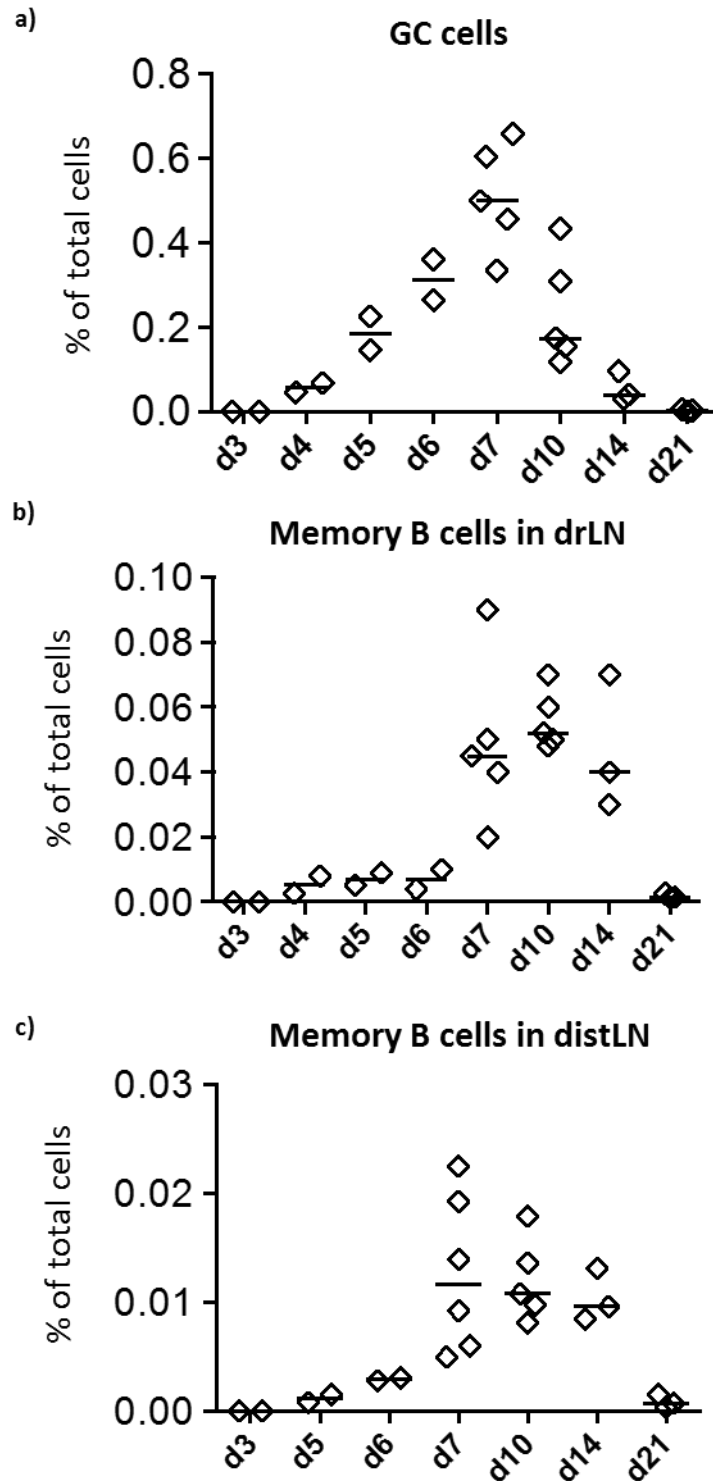 a)
GC cells
% of total cells
0.8
0.6
0.4
0.2
0.0
d3 d4 d5 d6 d7 d10 d14 d21
b)
Memory B cells in drLN
% of total cells
0.10
0.08
0.06
0.04
0.02
0.00
d3 d4 d5 d6 d7 d10 d14 d21
c)
Memory B cells in distLN
% of total cells
0.03
0.02
0.01
0.00
d3 d5 d6 d7 d10 d14 d21